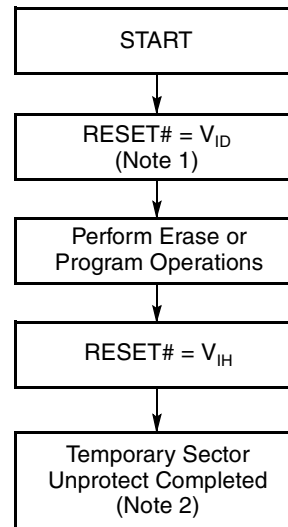 START
RESET# = V_ID
(Note 1)
Perform Erase or
Program Operations
RESET# = V_IH
Temporary Sector
Unprotect Completed
(Note 2)